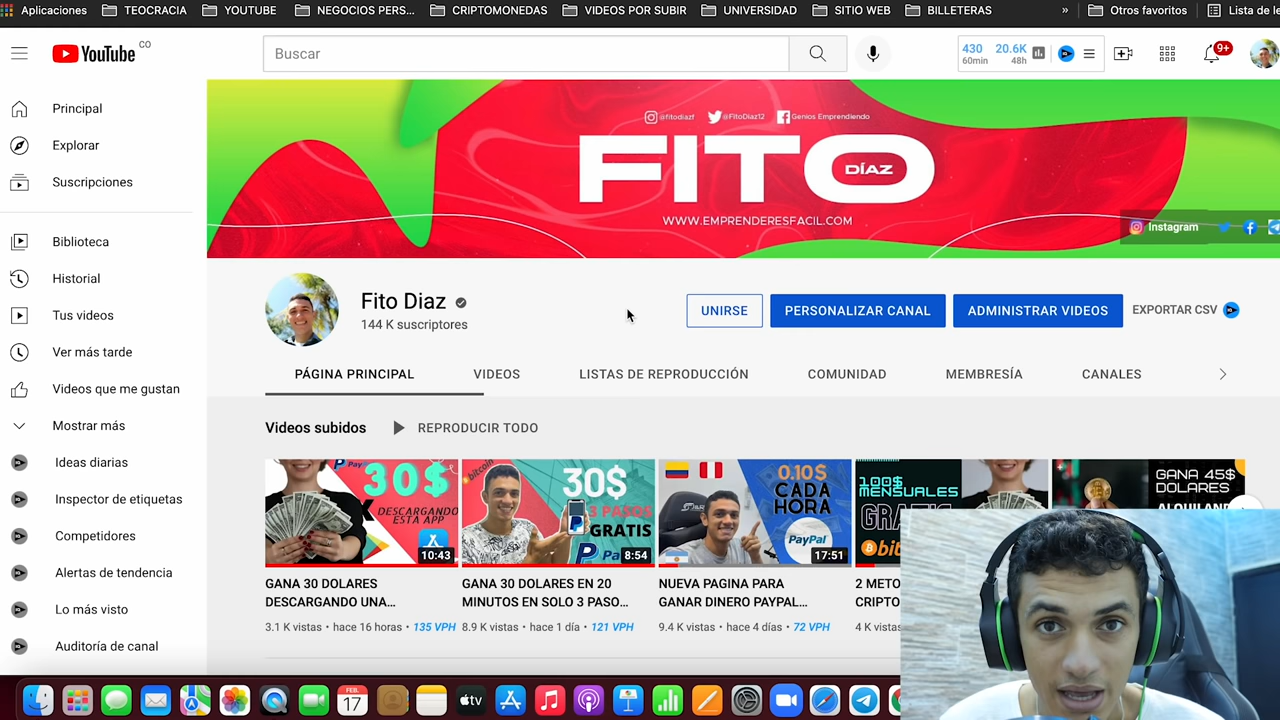 Aplicaciones TEOCRACIA YOUTUBE NEGOCIOS PERS... CRIPTOMONEDAS VIDEOS POR SUBIR UNIVERSIDAD SITIO WEB BILLETERAS » Otros favoritos Lista de le
YouTube CO
Buscar
430 20.6K
60min 48h
9+
Principal
Explorar
Suscripciones
Biblioteca
Historial
Tus videos
Ver más tarde
Videos que me gustan
Mostrar más
Ideas diarias
Inspector de etiquetas
Competidores
Alertas de tendencia
Lo más visto
Auditoría de canal
@fitodiazf @FitoDiaz12 Genios Emprendiendo
FITO
DÍAZ
WWW.EMPRENDERESFACIL.COM
Instagram
Fito Diaz
144 K suscriptores
UNIRSE PERSONALIZAR CANAL ADMINISTRAR VIDEOS EXPORTAR CSV
PÁGINA PRINCIPAL VIDEOS LISTAS DE REPRODUCCIÓN COMUNIDAD MEMBRESÍA CANALES
Videos subidos REPRODUCIR TODO
30$
DESCARGANDO
ESTA APP
10:43
GANA 30 DOLARES
DESCARGANDO UNA...
3.1 K vistas • hace 16 horas • 135 VPH
bitcoin
30$
3 PASOS
GRATIS
8:54
GANA 30 DOLARES EN 20
MINUTOS EN SOLO 3 PASO...
8.9 K vistas • hace 1 día • 121 VPH
0.10$
CADA
HORA
PayPal
17:51
NUEVA PAGINA PARA
GANAR DINERO PAYPAL...
9.4 K vistas • hace 4 días • 72 VPH
100$
MENSUALES
GRATIS
bit
2 METO
CRIPTO
4 K vistas
GANA 45$
DOLARES
ALQUILAN
FEB.
17
tv